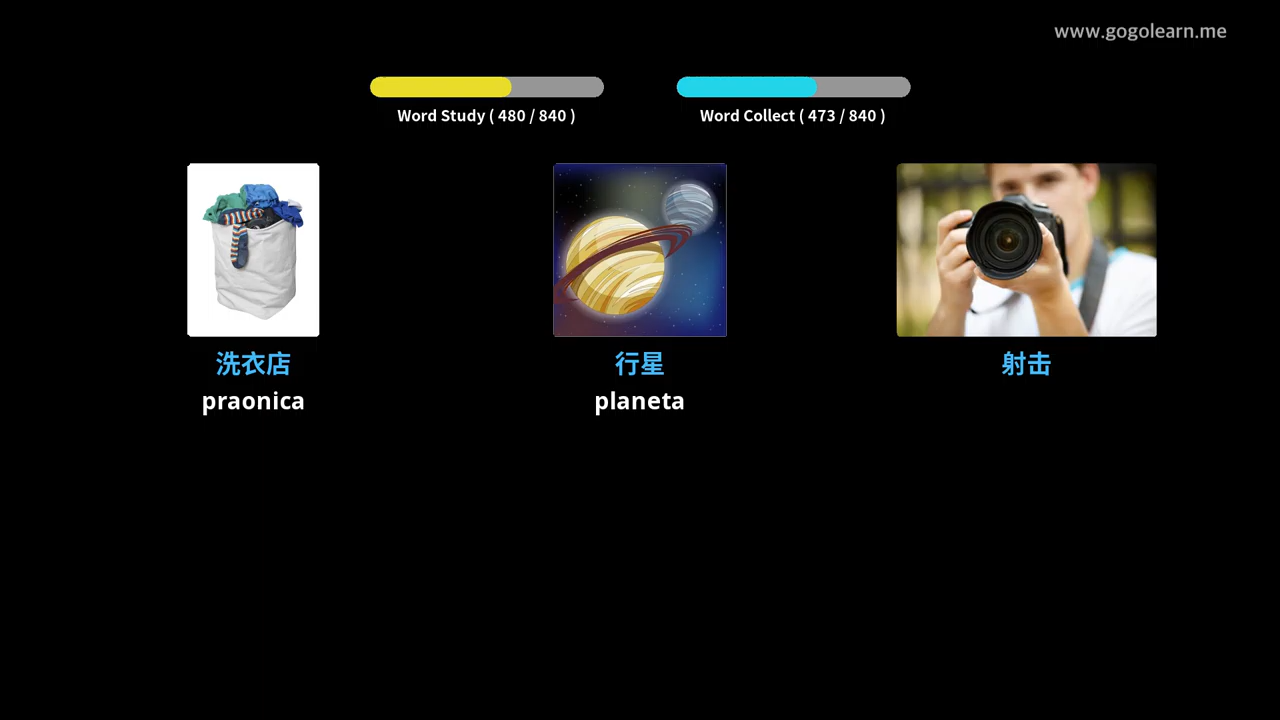 www.gogolearn.me
Word Study ( 480 / 840 )
Word Collect ( 473 / 840 )
洗衣店
行星
射击
praonica
planeta